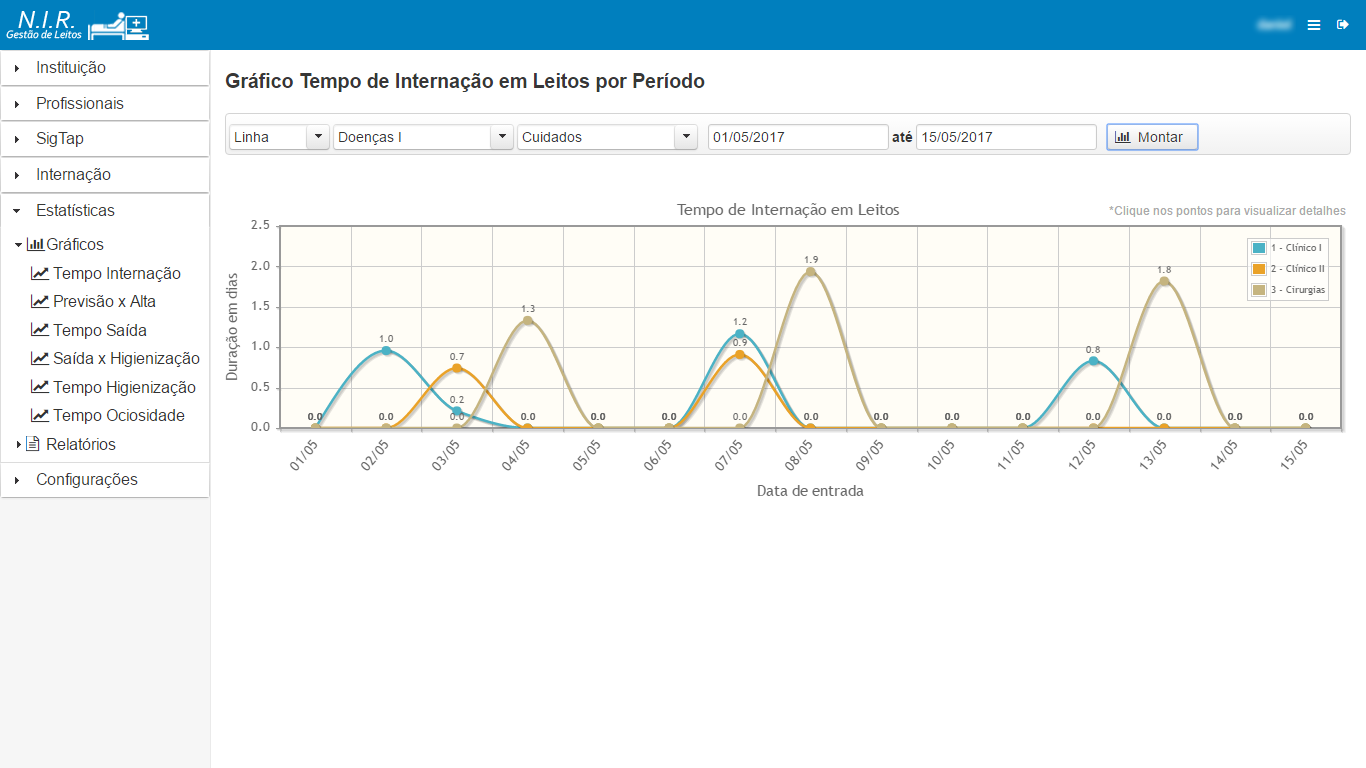 N.I.R.
Gestão de Leitos
Instituição
Profissionais
SigTap
Internação
Estatísticas
Gráficos
Tempo Internação
Previsão x Alta
Tempo Saída
Saída x Higienização
Tempo Higienização
Tempo Ociosidade
Relatórios
Configurações
Gráfico Tempo de Internação em Leitos por Período
Linha Doenças I Cuidados 01/05/2017 até 15/05/2017 Montar
Tempo de Internação em Leitos
*Clique nos pontos para visualizar detalhes
Duração em dias
2.5
2.0
1.5
1.0
0.5
0.0
1 - Clínico I
2 - Clínico II
3 - Cirurgias
1.9
1.8
1.3
1.2
1.0
0.9
0.8
0.7
0.2
0.0 0.0 0.0 0.0 0.0 0.0 0.0 0.0 0.0 0.0 0.0 0.0 0.0 0.0 0.0
01/05 02/05 03/05 04/05 05/05 06/05 07/05 08/05 09/05 10/05 11/05 12/05 13/05 14/05 15/05
Data de entrada